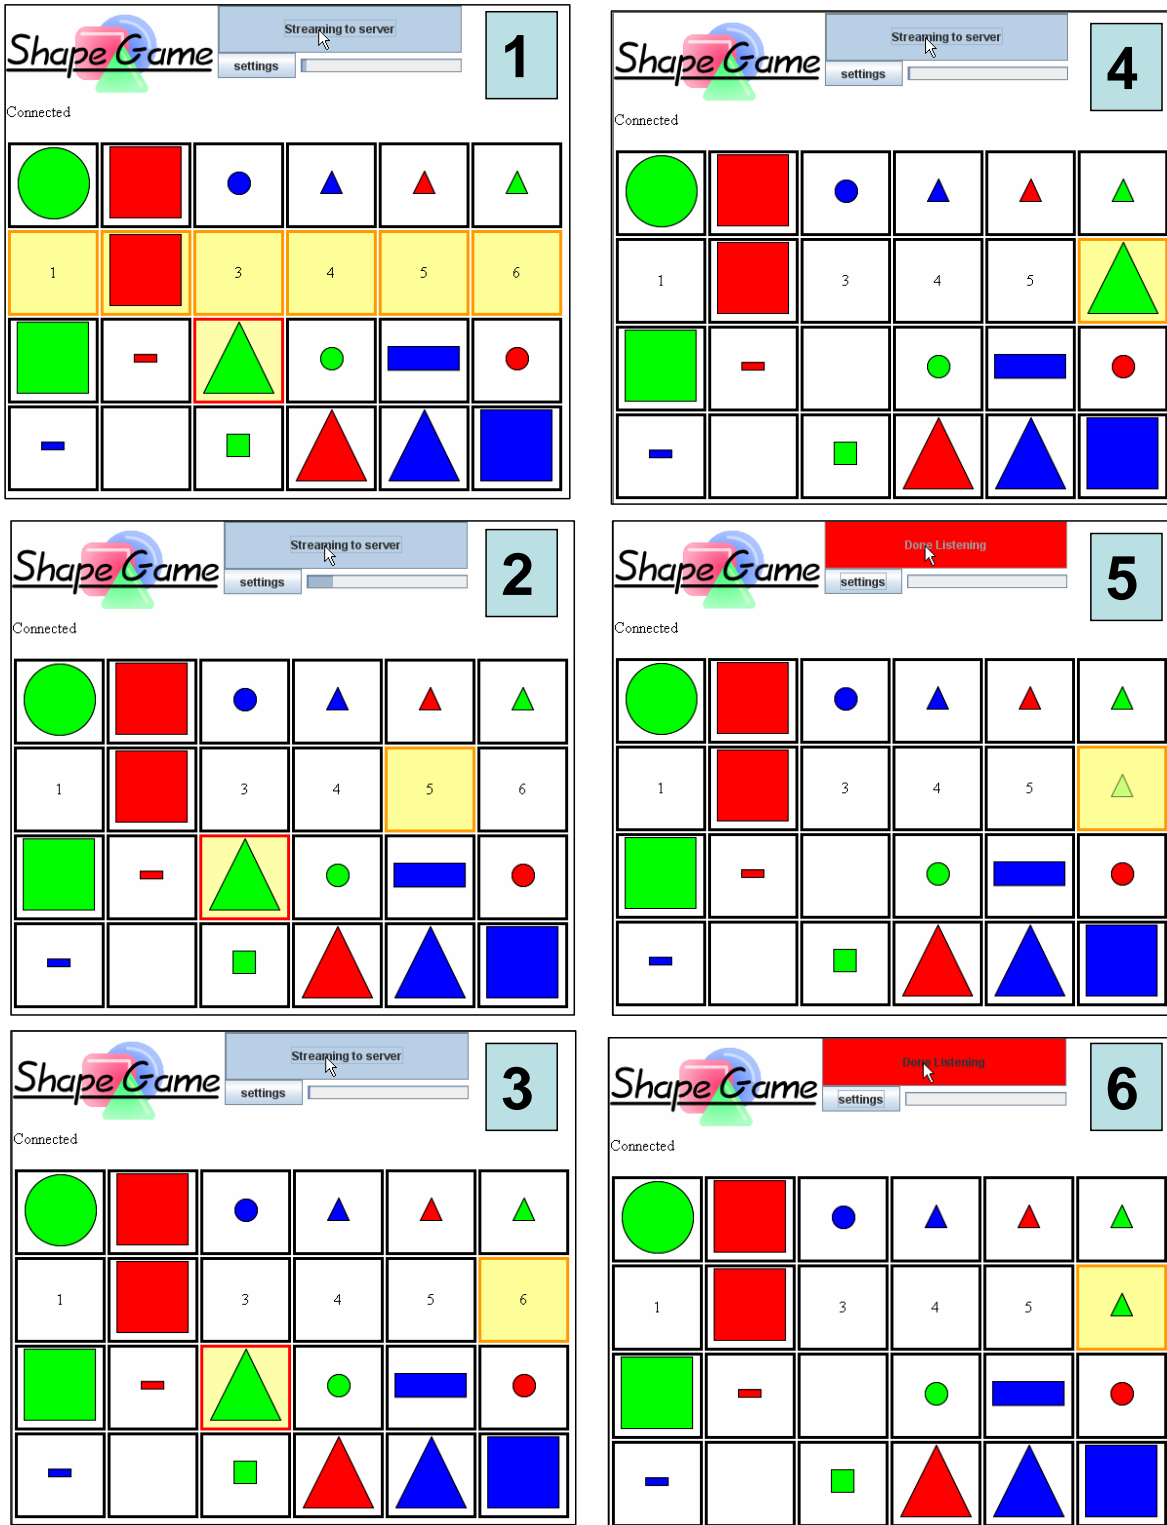 Streaming to server
1
Shape Game
settings
Connected
1 3 4 5 6
Streaming to server
2
Shape Game
settings
Connected
1 3 4 5 6
Streaming to server
3
Shape Game
settings
Connected
1 3 4 5 6
Streaming to server
4
Shape Game
settings
Connected
1 3 4 5
Done Listening
5
Shape Game
settings
Connected
1 3 4 5
Done Listening
6
Shape Game
settings
Connected
1 3 4 5